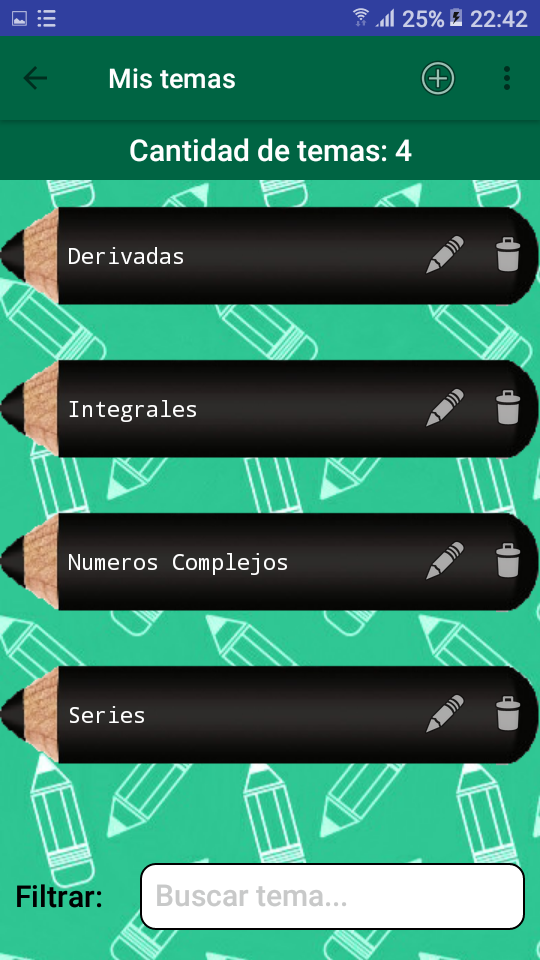 25% 22:42
Mis temas
Cantidad de temas: 4
Derivadas
Integrales
Numeros Complejos
Series
Filtrar: Buscar tema...